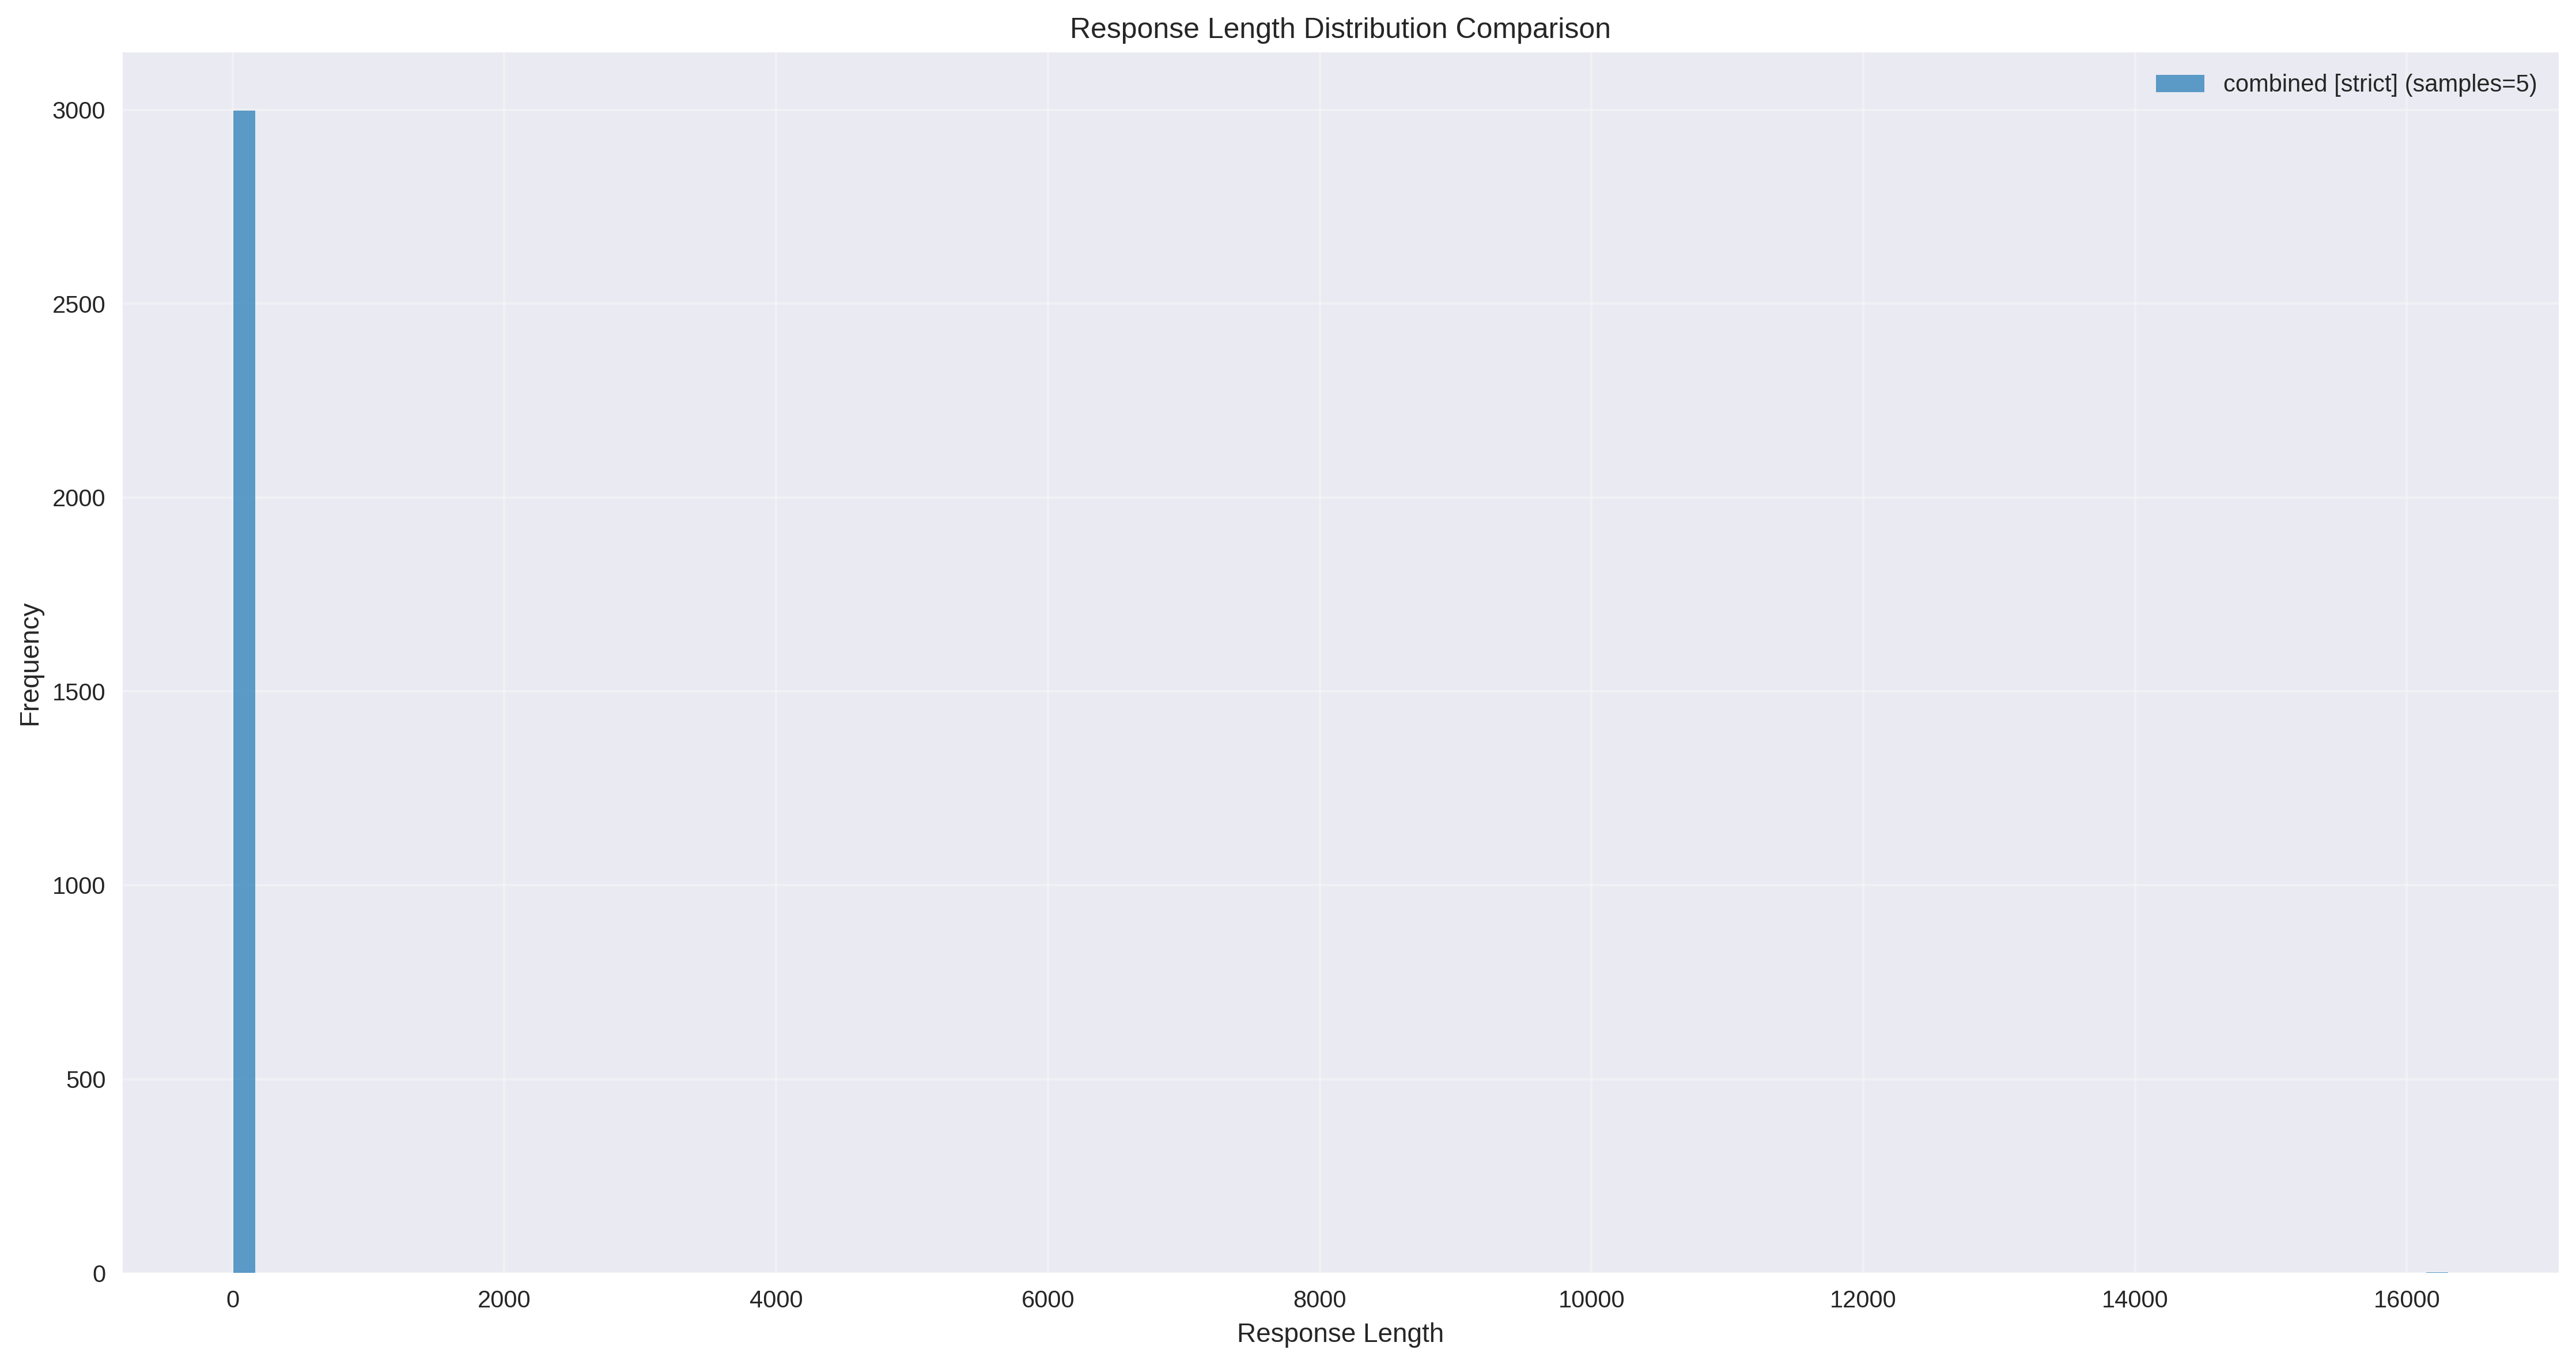 Response Length Distribution Comparison
combined [strict] (samples=5)
3000
2500
2000
1500
1000
500
0
Frequency
0 2000 4000 6000 8000 10000 12000 14000 16000
Response Length